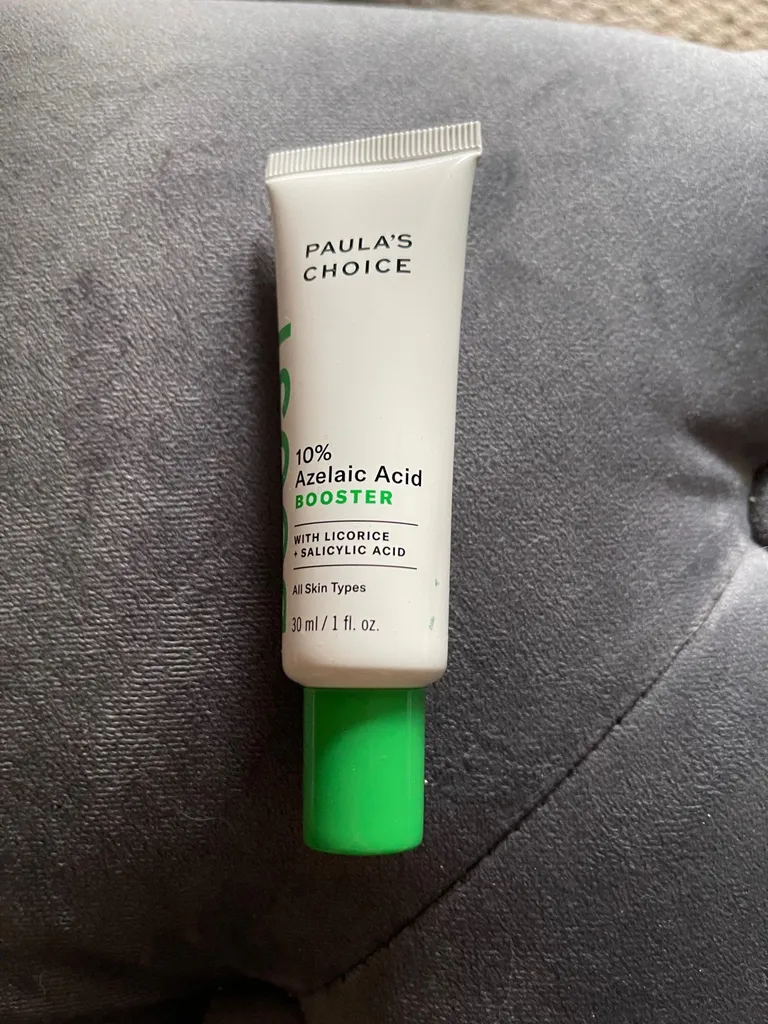 PAULA'S
CHOICE
10%
Azelaic Acid
BOOSTER
WITH LICORICE
+ SALICYLIC ACID
All Skin Types
30 ml / 1 fl. oz.